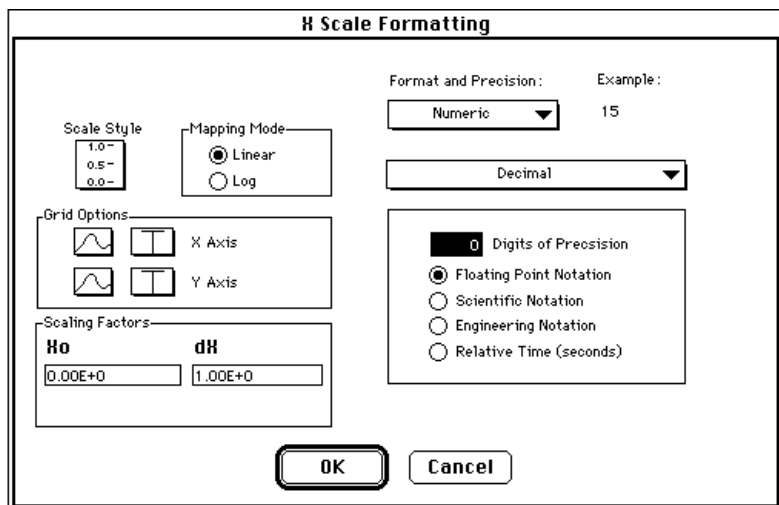 X Scale Formatting
Format and Precision:
Example:
Numeric
15
Scale Style
1.0
0.5
0.0
Mapping Mode
Linear
Log
Decimal
Grid Options
X Axis
Y Axis
0 Digits of Precsision
Floating Point Notation
Scientific Notation
Engineering Notation
Relative Time (seconds)
Scaling Factors
Xo
dX
0.00E+0
1.00E+0
OK
Cancel